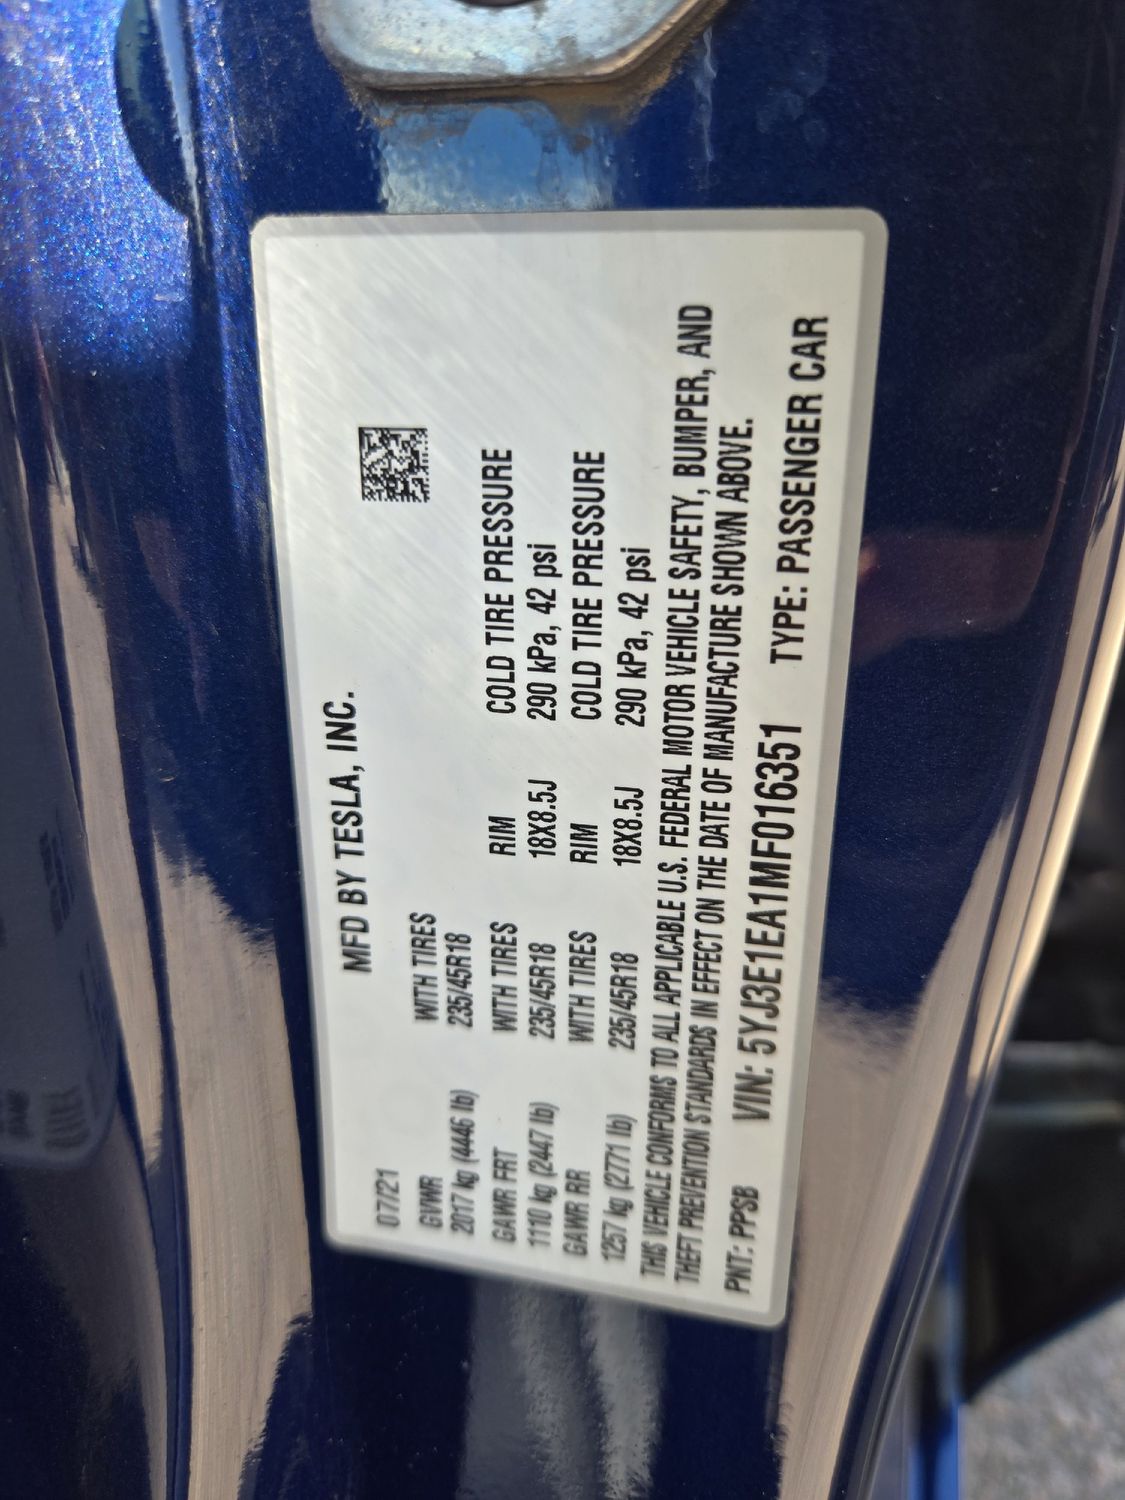 MFD BY TESLA, INC.
07/21
GVWR WITH TIRES
2017 kg (4446 lb) 235/45R18
GAWR FRT WITH TIRES RIM COLD TIRE PRESSURE
1110 kg (2447 lb) 235/45R18 18X8.5J 290 kPa, 42 psi
GAWR RR WITH TIRES RIM COLD TIRE PRESSURE
1257 kg (2771 lb) 235/45R18 18X8.5J 290 kPa, 42 psi
THIS VEHICLE CONFORMS TO ALL APPLICABLE U.S. FEDERAL MOTOR VEHICLE SAFETY, BUMPER, AND
THEFT PREVENTION STANDARDS IN EFFECT ON THE DATE OF MANUFACTURE SHOWN ABOVE.
PNT: PPSB VIN: 5YJ3E1EA1MF016351 TYPE: PASSENGER CAR